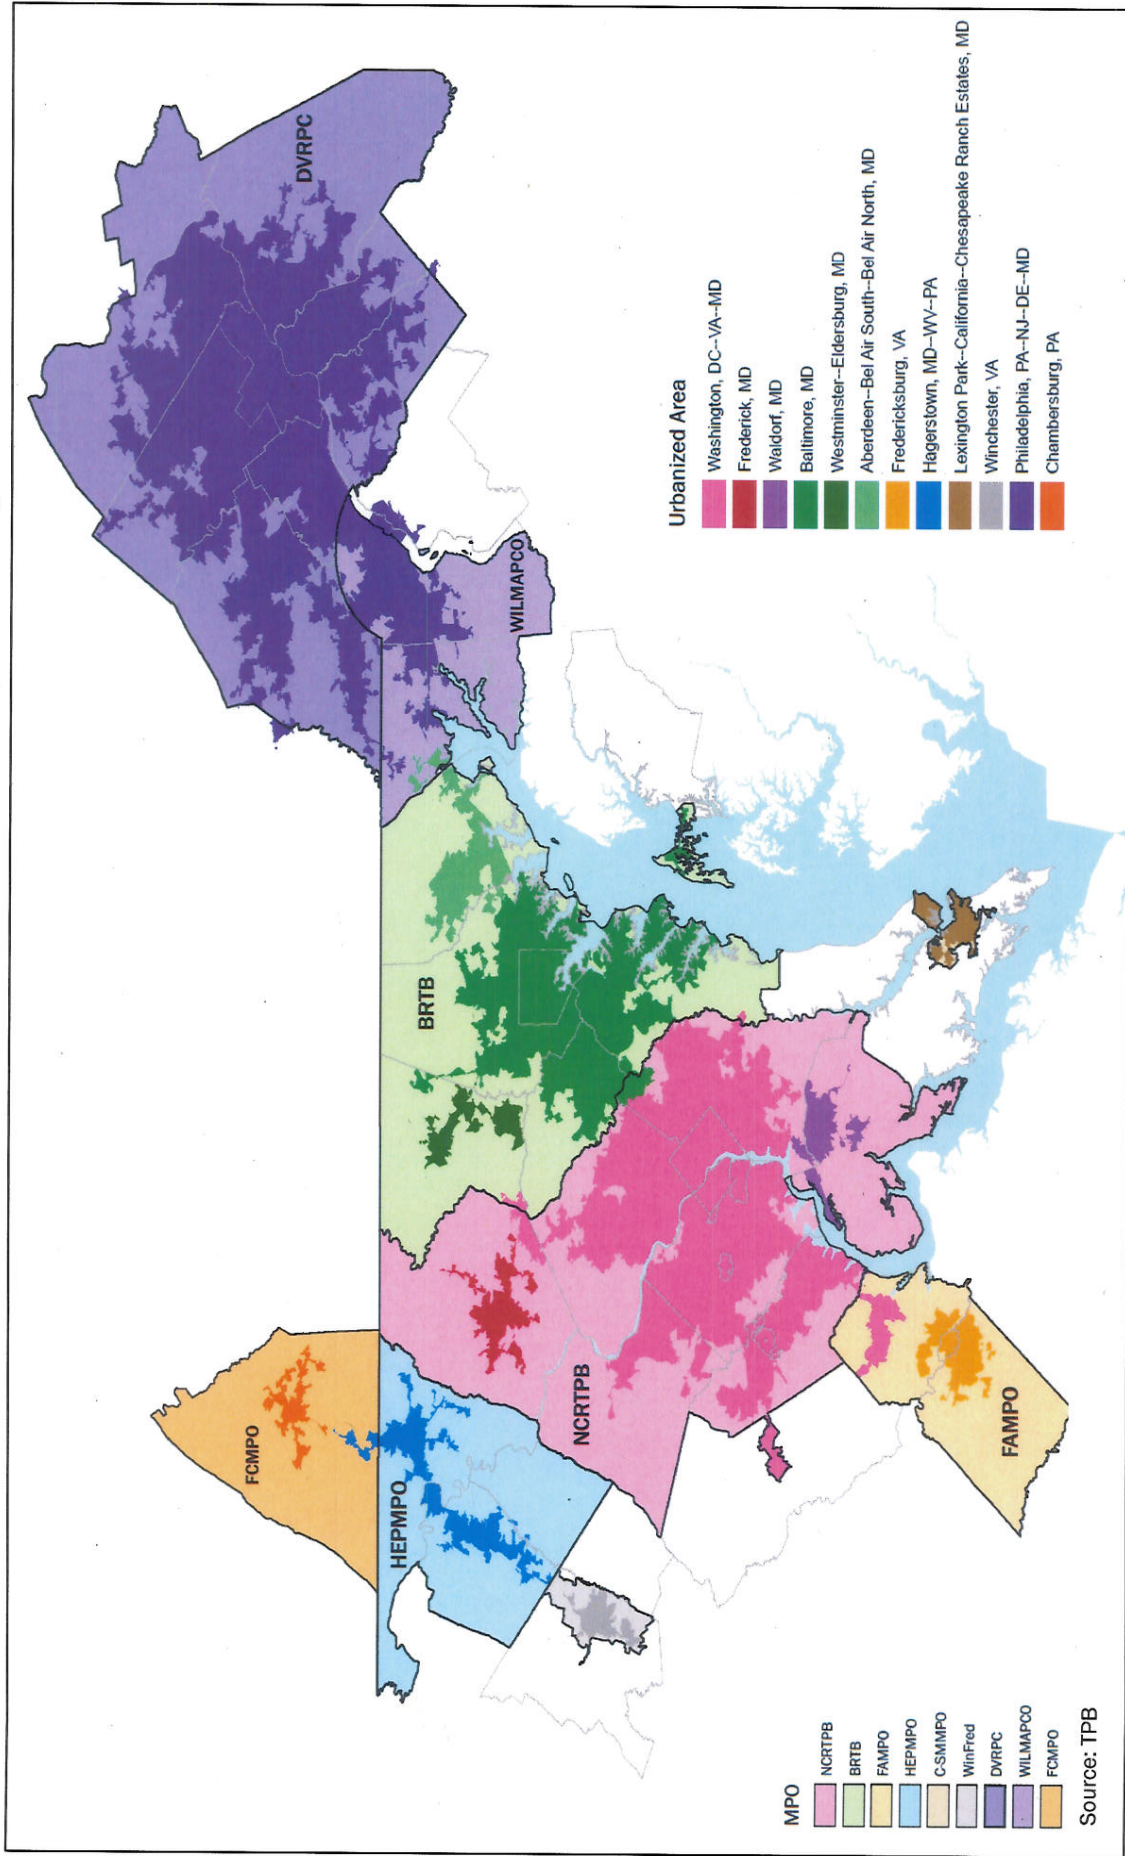 DVRPC
WILMAPCO
BRTB
FCMPO
HEPMPO
NCRTPB
FAMPO
Urbanized Area
Washington, DC--VA--MD
Frederick, MD
Waldorf, MD
Baltimore, MD
Westminster--Eldersburg, MD
Aberdeen--Bel Air South--Bel Air North, MD
Fredericksburg, VA
Hagerstown, MD--WV--PA
Lexington Park--California--Chesapeake Ranch Estates, MD
Winchester, VA
Philadelphia, PA--NJ--DE--MD
Chambersburg, PA
MPO
NCRTPB
BRTB
FAMPO
HEPMPO
C-SMMPO
WinFred
DVRPC
WILMAPCO
FCMPO
Source: TPB